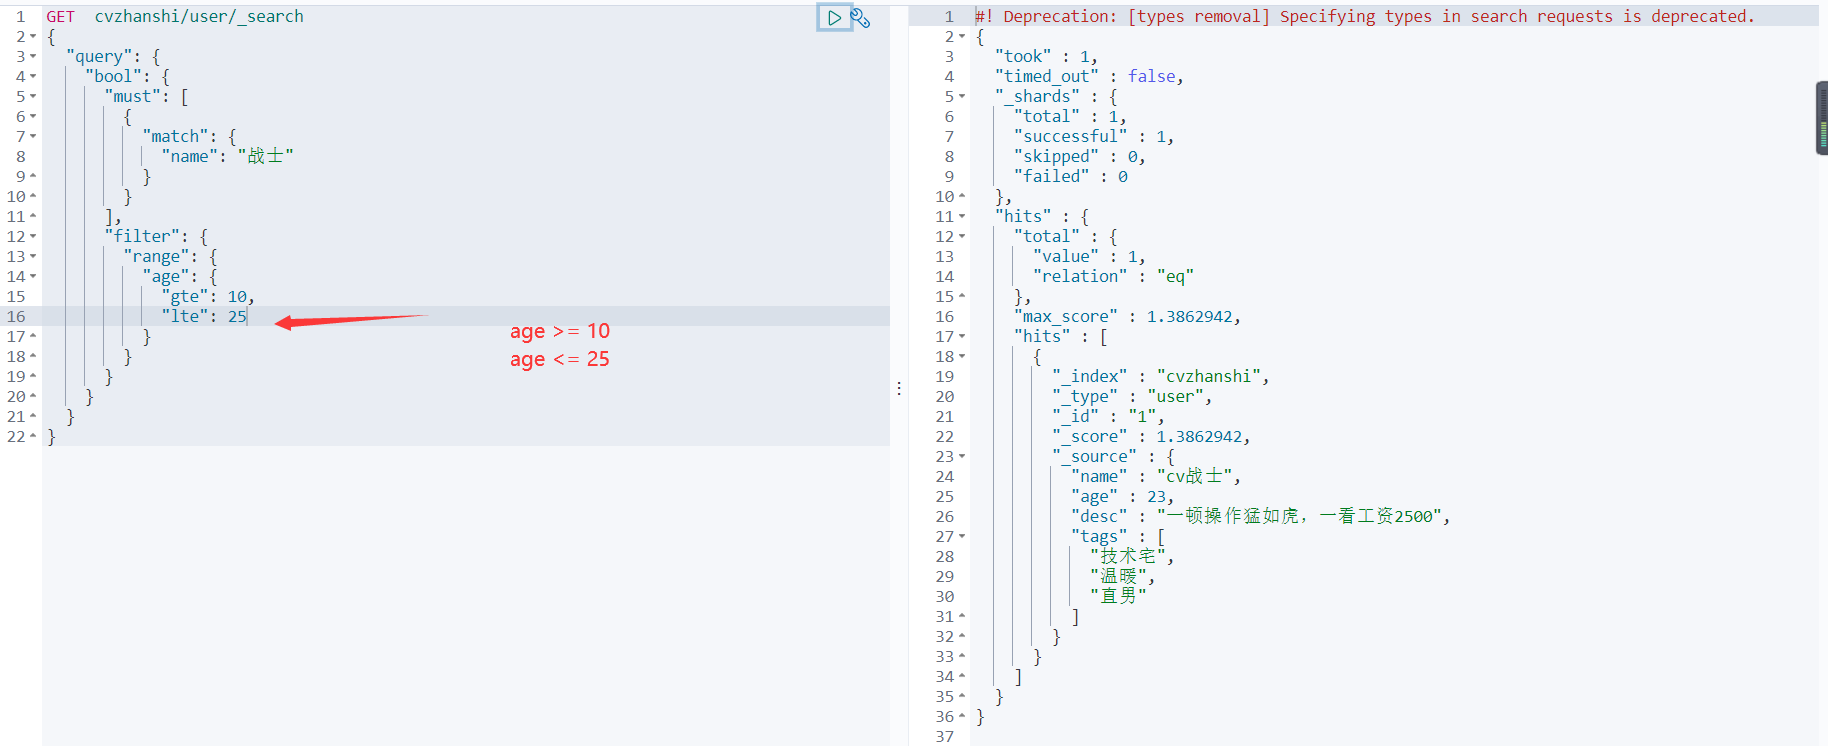 1 GET  cvzhanshi/user/_search
2 {
3   "query": {
4     "bool": {
5       "must": [
6         {
7           "match": {
8             "name": "战士"
9           }
10         }
11       ],
12       "filter": {
13         "range": {
14           "age": {
15             "gte": 10,
16             "lte": 25
17           }
18         }
19       }
20     }
21   }
22 }
age >= 10
age <= 25
1 #! Deprecation: [types removal] Specifying types in search requests is deprecated.
2 {
3   "took" : 1,
4   "timed_out" : false,
5   "_shards" : {
6     "total" : 1,
7     "successful" : 1,
8     "skipped" : 0,
9     "failed" : 0
10   },
11   "hits" : {
12     "total" : {
13       "value" : 1,
14       "relation" : "eq"
15     },
16     "max_score" : 1.3862942,
17     "hits" : [
18       {
19         "_index" : "cvzhanshi",
20         "_type" : "user",
21         "_id" : "1",
22         "_score" : 1.3862942,
23         "_source" : {
24           "name" : "cv战士",
25           "age" : 23,
26           "desc" : "一顿操作猛如虎，一看工资2500",
27           "tags" : [
28             "技术宅",
29             "温暖",
30             "直男"
31           ]
32         }
33       }
34     ]
35   }
36 }
37